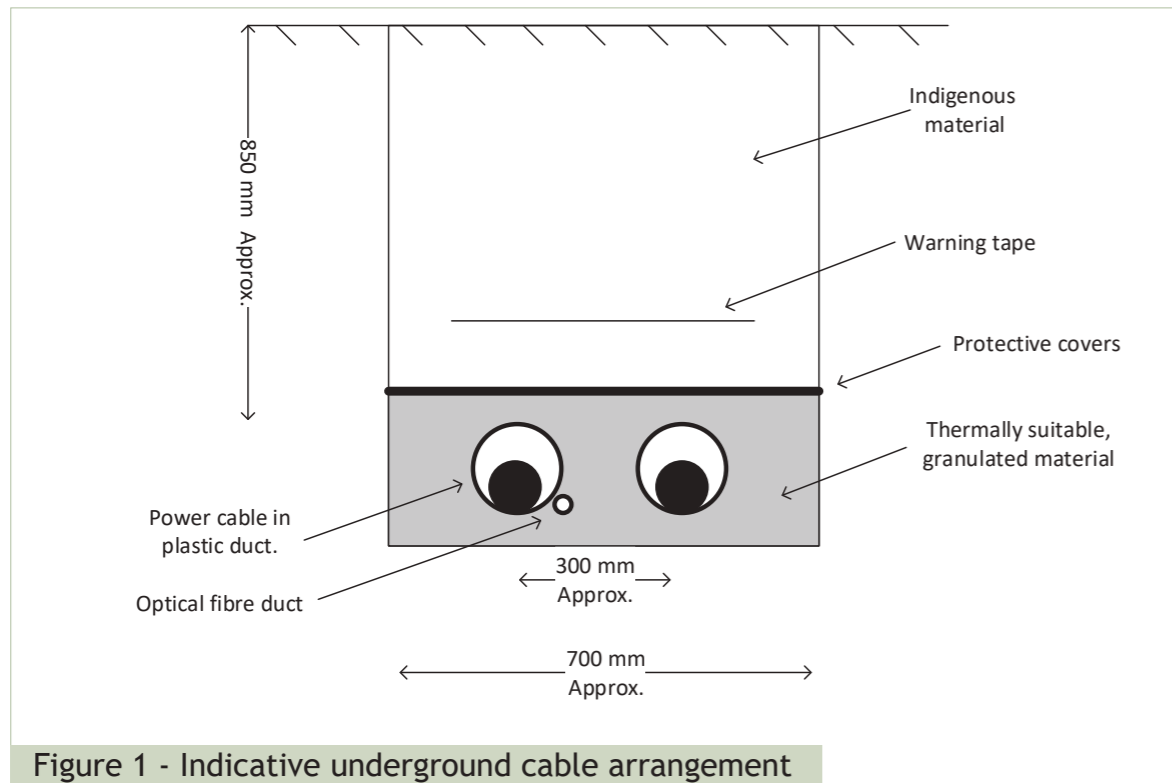 Indigenous
material
850 mm Approx.
Warning tape
Protective covers
Thermally suitable,
granulated material
Power cable in
plastic duct.
Optical fibre duct
300 mm
Approx.
700 mm
Approx.
Figure 1 - Indicative underground cable arrangement